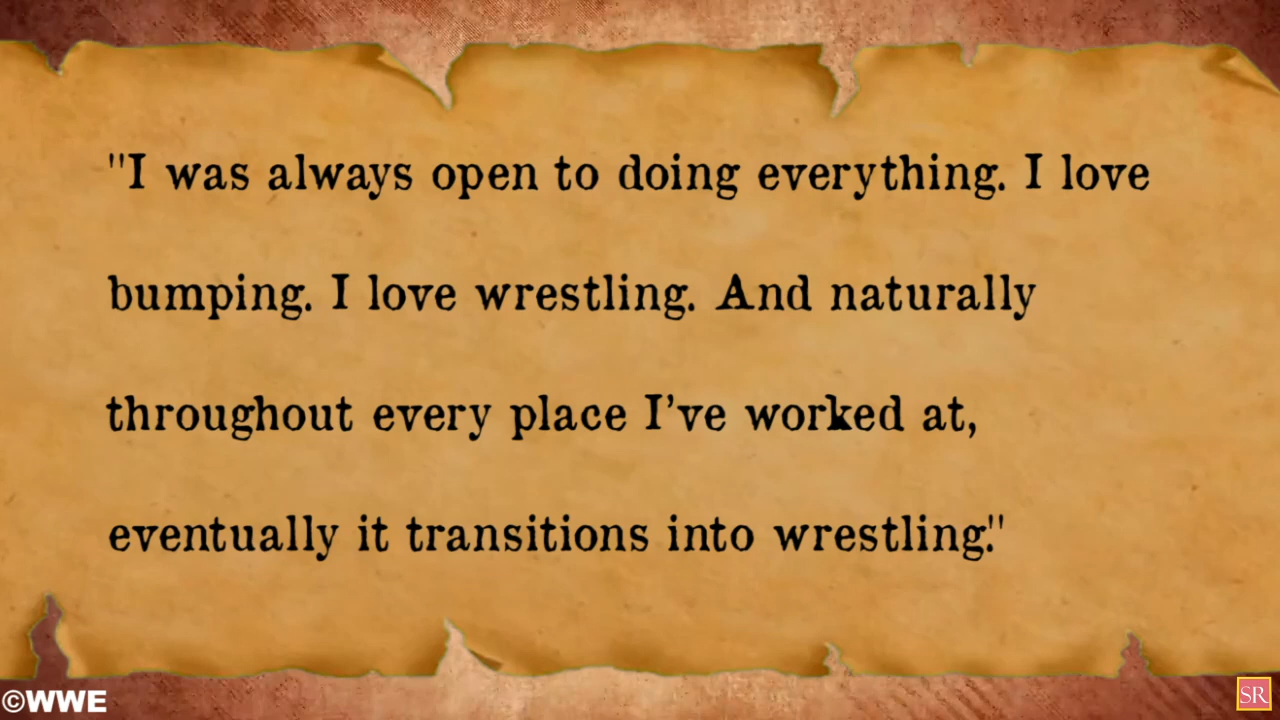 "I was always open to doing everything. I love
bumping. I love wrestling. And naturally
throughout every place I've worked at,
eventually it transitions into wrestling."
©WWE
SR